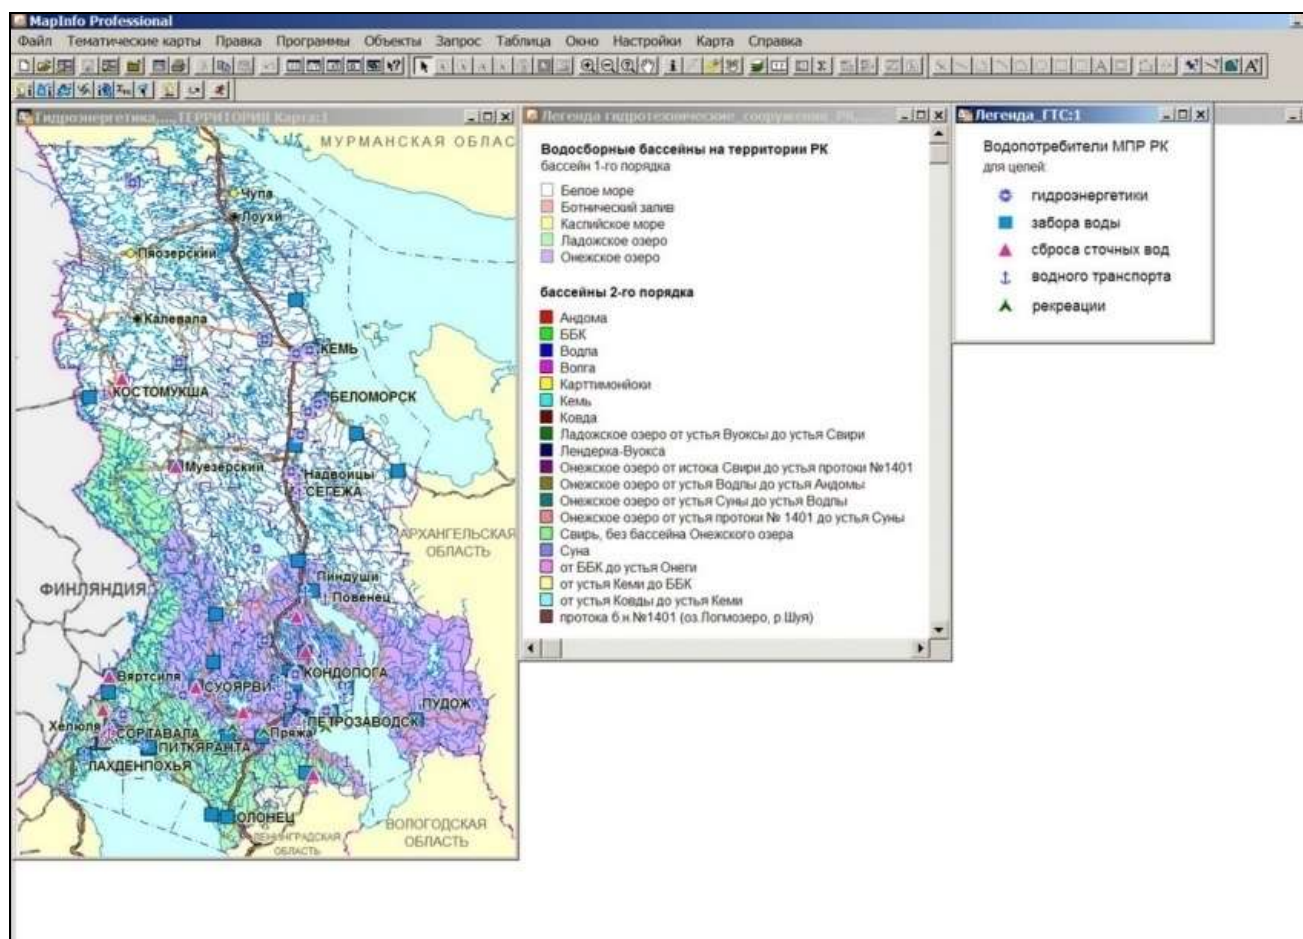 MapInfo Professional
Файл Тематические карты Правка Программы Объекты Запрос Таблица Окно Настройки Карта Справка
Гидроэнергетика,...,ТЕРРИТОРИЯ Карта:1
МУРМАНСКАЯ ОБЛАС
Чупа
Лоухи
Пяозерский
Калевала
КЕМЬ
КОСТОМУКША
БЕЛОМОРСК
Муезерский
Надвоицы
СЕГЕЖА
АРХАНГЕЛЬСКАЯ
ОБЛАСТЬ
ФИНЛЯНДИЯ
Пиндуши
Повенец
Вяртсиля
КОНДОПОГА
СУОЯРВИ
ПУДОЖ
Хелюля
ПЕТРОЗАВОДСК
СОРТАВАЛА
Пряжа
ПИТКЯРАНТА
ЛАХДЕНПОХЬЯ
ОЛОНЕЦ
ЛЕНИНГРАДСКАЯ
ОБЛАСТЬ
ВОЛОГОДСКАЯ
ОБЛАСТЬ
Легенда гидротехнические_сооружения_РК
Водосборные бассейны на территории РК
бассейн 1-го порядка
Белое море
Ботнический залив
Каспийское море
Ладожское озеро
Онежское озеро
бассейны 2-го порядка
Андома
ББК
Водла
Волга
Карттимонйоки
Кемь
Ковда
Ладожское озеро от устья Вуоксы до устья Свири
Лендерка-Вуокса
Онежское озеро от истока Свири до устья протоки №1401
Онежское озеро от устья Водлы до устья Андомы
Онежское озеро от устья Суны до устья Водлы
Онежское озеро от устья протоки № 1401 до устья Суны
Свирь, без бассейна Онежского озера
Суна
от ББК до устья Онеги
от устья Кеми до ББК
от устья Ковды до устья Кеми
протока б.н.№1401 (оз.Логмозеро, р.Шуя)
Легенда_ГТС:1
Водопотребители МПР РК
для целей:
гидроэнергетики
забора воды
сброса сточных вод
водного транспорта
рекреации